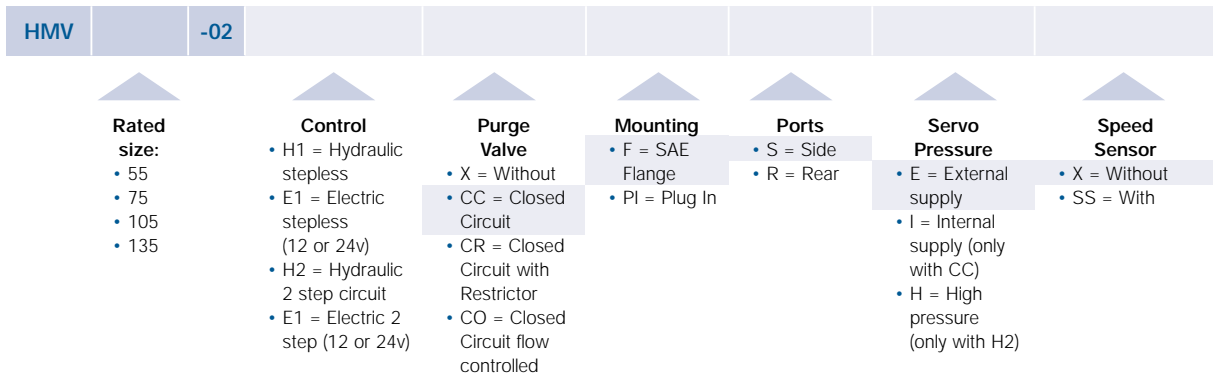 HMV
-02
Rated
size:
• 55
• 75
• 105
• 135
Control
• H1 = Hydraulic
stepless
• E1 = Electric
stepless
(12 or 24v)
• H2 = Hydraulic
2 step circuit
• E1 = Electric 2
step (12 or 24v)
Purge
Valve
• X = Without
• CC = Closed
Circuit
• CR = Closed
Circuit with
Restrictor
• CO = Closed
Circuit flow
controlled
Mounting
• F = SAE
Flange
• PI = Plug In
Ports
• S = Side
• R = Rear
Servo
Pressure
• E = External
supply
• I = Internal
supply (only
with CC)
• H = High
pressure
(only with H2)
Speed
Sensor
• X = Without
• SS = With